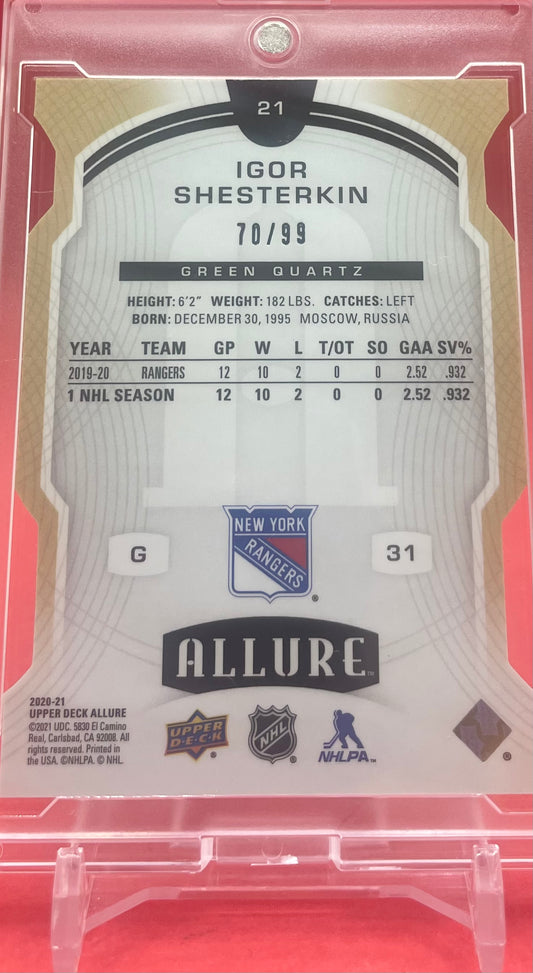 21
IGOR
SHESTERKIN
70/99
GREEN QUARTZ
HEIGHT: 6'2" WEIGHT: 182 LBS. CATCHES: LEFT
BORN: DECEMBER 30, 1995 MOSCOW, RUSSIA
YEAR TEAM GP W L T/OT SO GAA SV%
2019-20 RANGERS 12 10 2 0 0 2.52 .932
1 NHL SEASON 12 10 2 0 0 2.52 .932
NEW YORK
RANGERS
®
G
31
ALLURE™
2020-21
UPPER DECK ALLURE
©2021 UDC. 5830 El Camino
Real, Carlsbad, CA 92008. All
rights reserved. Printed in
the USA. ©NHLPA. © NHL.
UPPER
D·E·C·K
®
NHL
®
NHLPA™
®